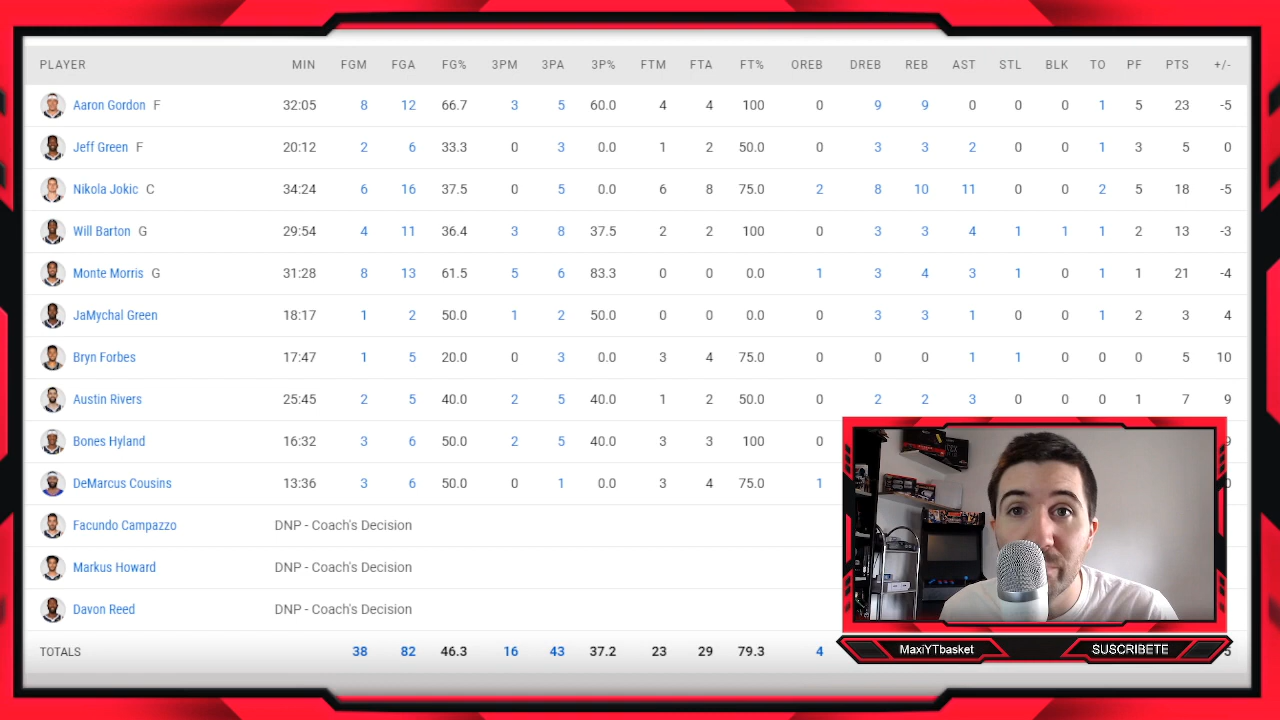 PLAYER MIN FGM FGA FG% 3PM 3PA 3P% FTM FTA FT% OREB DREB REB AST STL BLK TO PF PTS +/-
Aaron Gordon F 32:05 8 12 66.7 3 5 60.0 4 4 100 0 9 9 0 0 0 1 5 23 -5
Jeff Green F 20:12 2 6 33.3 0 3 0.0 1 2 50.0 0 3 3 2 0 0 1 3 5 0
Nikola Jokic C 34:24 6 16 37.5 0 5 0.0 6 8 75.0 2 8 10 11 0 0 2 5 18 -5
Will Barton G 29:54 4 11 36.4 3 8 37.5 2 2 100 0 3 3 4 1 1 1 2 13 -3
Monte Morris G 31:28 8 13 61.5 5 6 83.3 0 0 0.0 1 3 4 3 1 0 1 1 21 -4
JaMychal Green 18:17 1 2 50.0 1 2 50.0 0 0 0.0 0 3 3 1 0 0 1 2 3 4
Bryn Forbes 17:47 1 5 20.0 0 3 0.0 3 4 75.0 0 0 0 1 1 0 0 0 5 10
Austin Rivers 25:45 2 5 40.0 2 5 40.0 1 2 50.0 0 2 2 3 0 0 0 1 7 9
Bones Hyland 16:32 3 6 50.0 2 5 40.0 3 3 100 0
DeMarcus Cousins 13:36 3 6 50.0 0 1 0.0 3 4 75.0 1
Facundo Campazzo DNP - Coach's Decision
Markus Howard DNP - Coach's Decision
Davon Reed DNP - Coach's Decision
TOTALS 38 82 46.3 16 43 37.2 23 29 79.3 4
MaxiYTbasket SUSCRIBETE